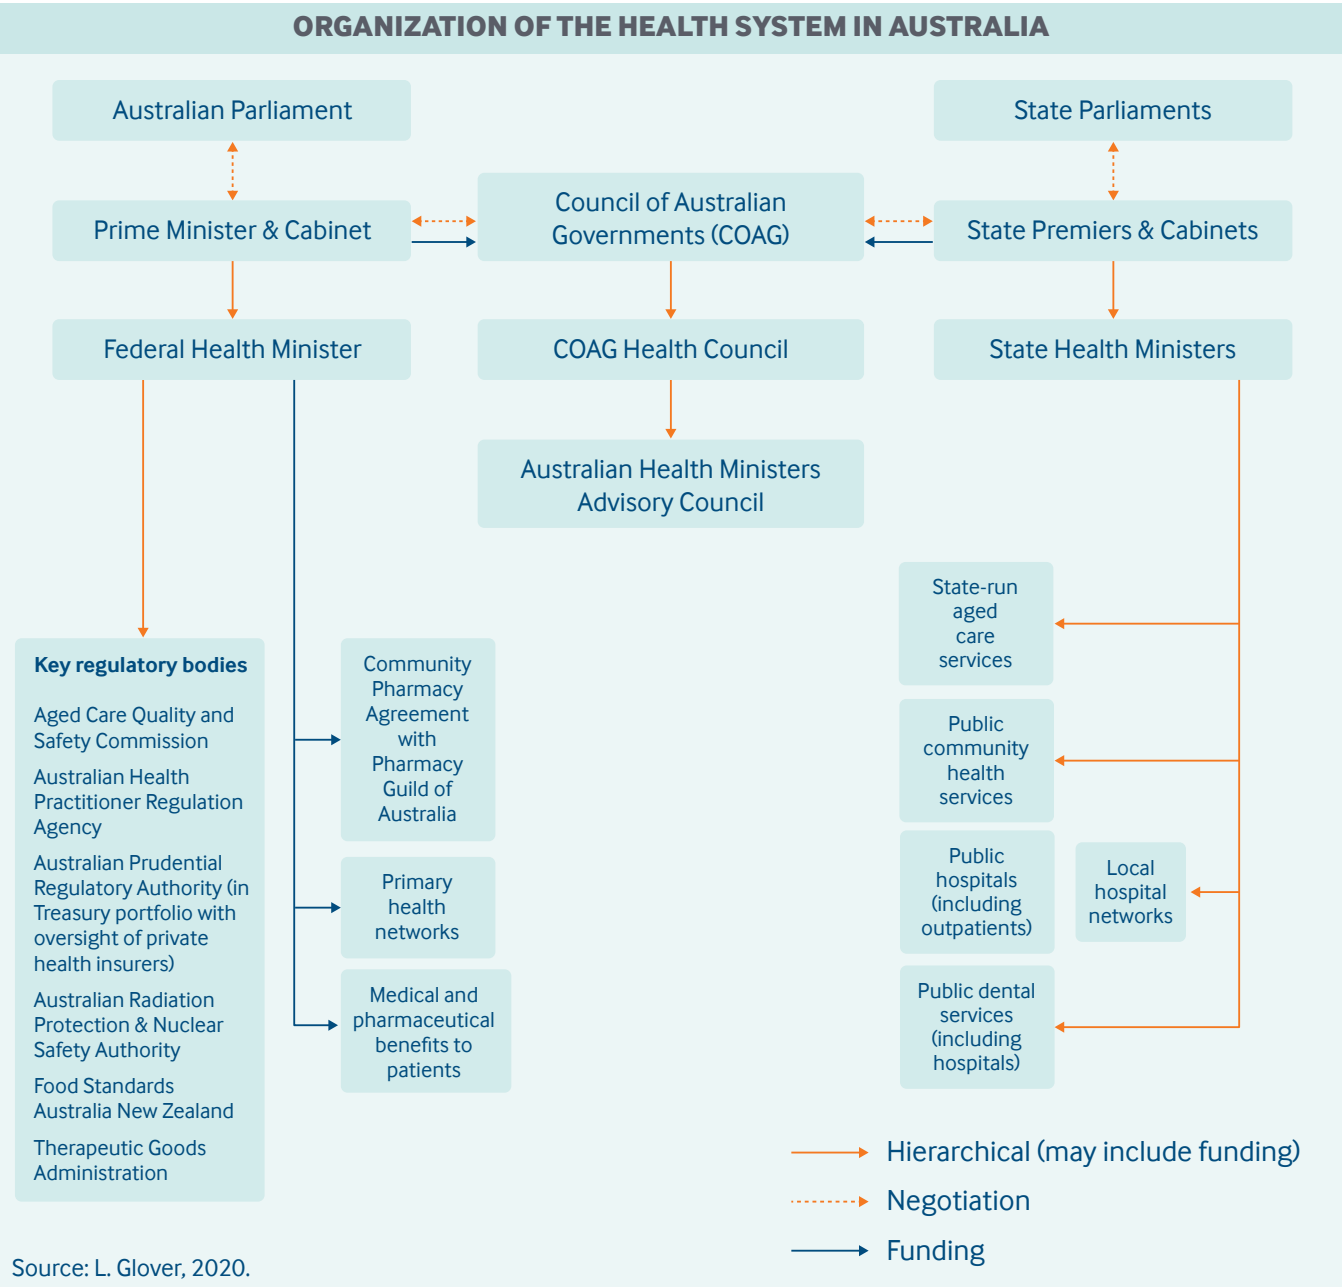 ORGANIZATION OF THE HEALTH SYSTEM IN AUSTRALIA
Australian Parliament
State Parliaments
Prime Minister & Cabinet
Council of Australian
Governments (COAG)
State Premiers & Cabinets
Federal Health Minister
COAG Health Council
State Health Ministers
Australian Health Ministers
Advisory Council
Key regulatory bodies
Aged Care Quality and
Safety Commission
Australian Health
Practitioner Regulation
Agency
Australian Prudential
Regulatory Authority (in
Treasury portfolio with
oversight of private
health insurers)
Australian Radiation
Protection & Nuclear
Safety Authority
Food Standards
Australia New Zealand
Therapeutic Goods
Administration
Community
Pharmacy
Agreement
with
Pharmacy
Guild of
Australia
Primary
health
networks
Medical and
pharmaceutical
benefits to
patients
State-run
aged
care
services
Public
community
health
services
Public
hospitals
(including
outpatients)
Local
hospital
networks
Public dental
services
(including
hospitals)
Hierarchical (may include funding)
Negotiation
Funding
Source: L. Glover, 2020.